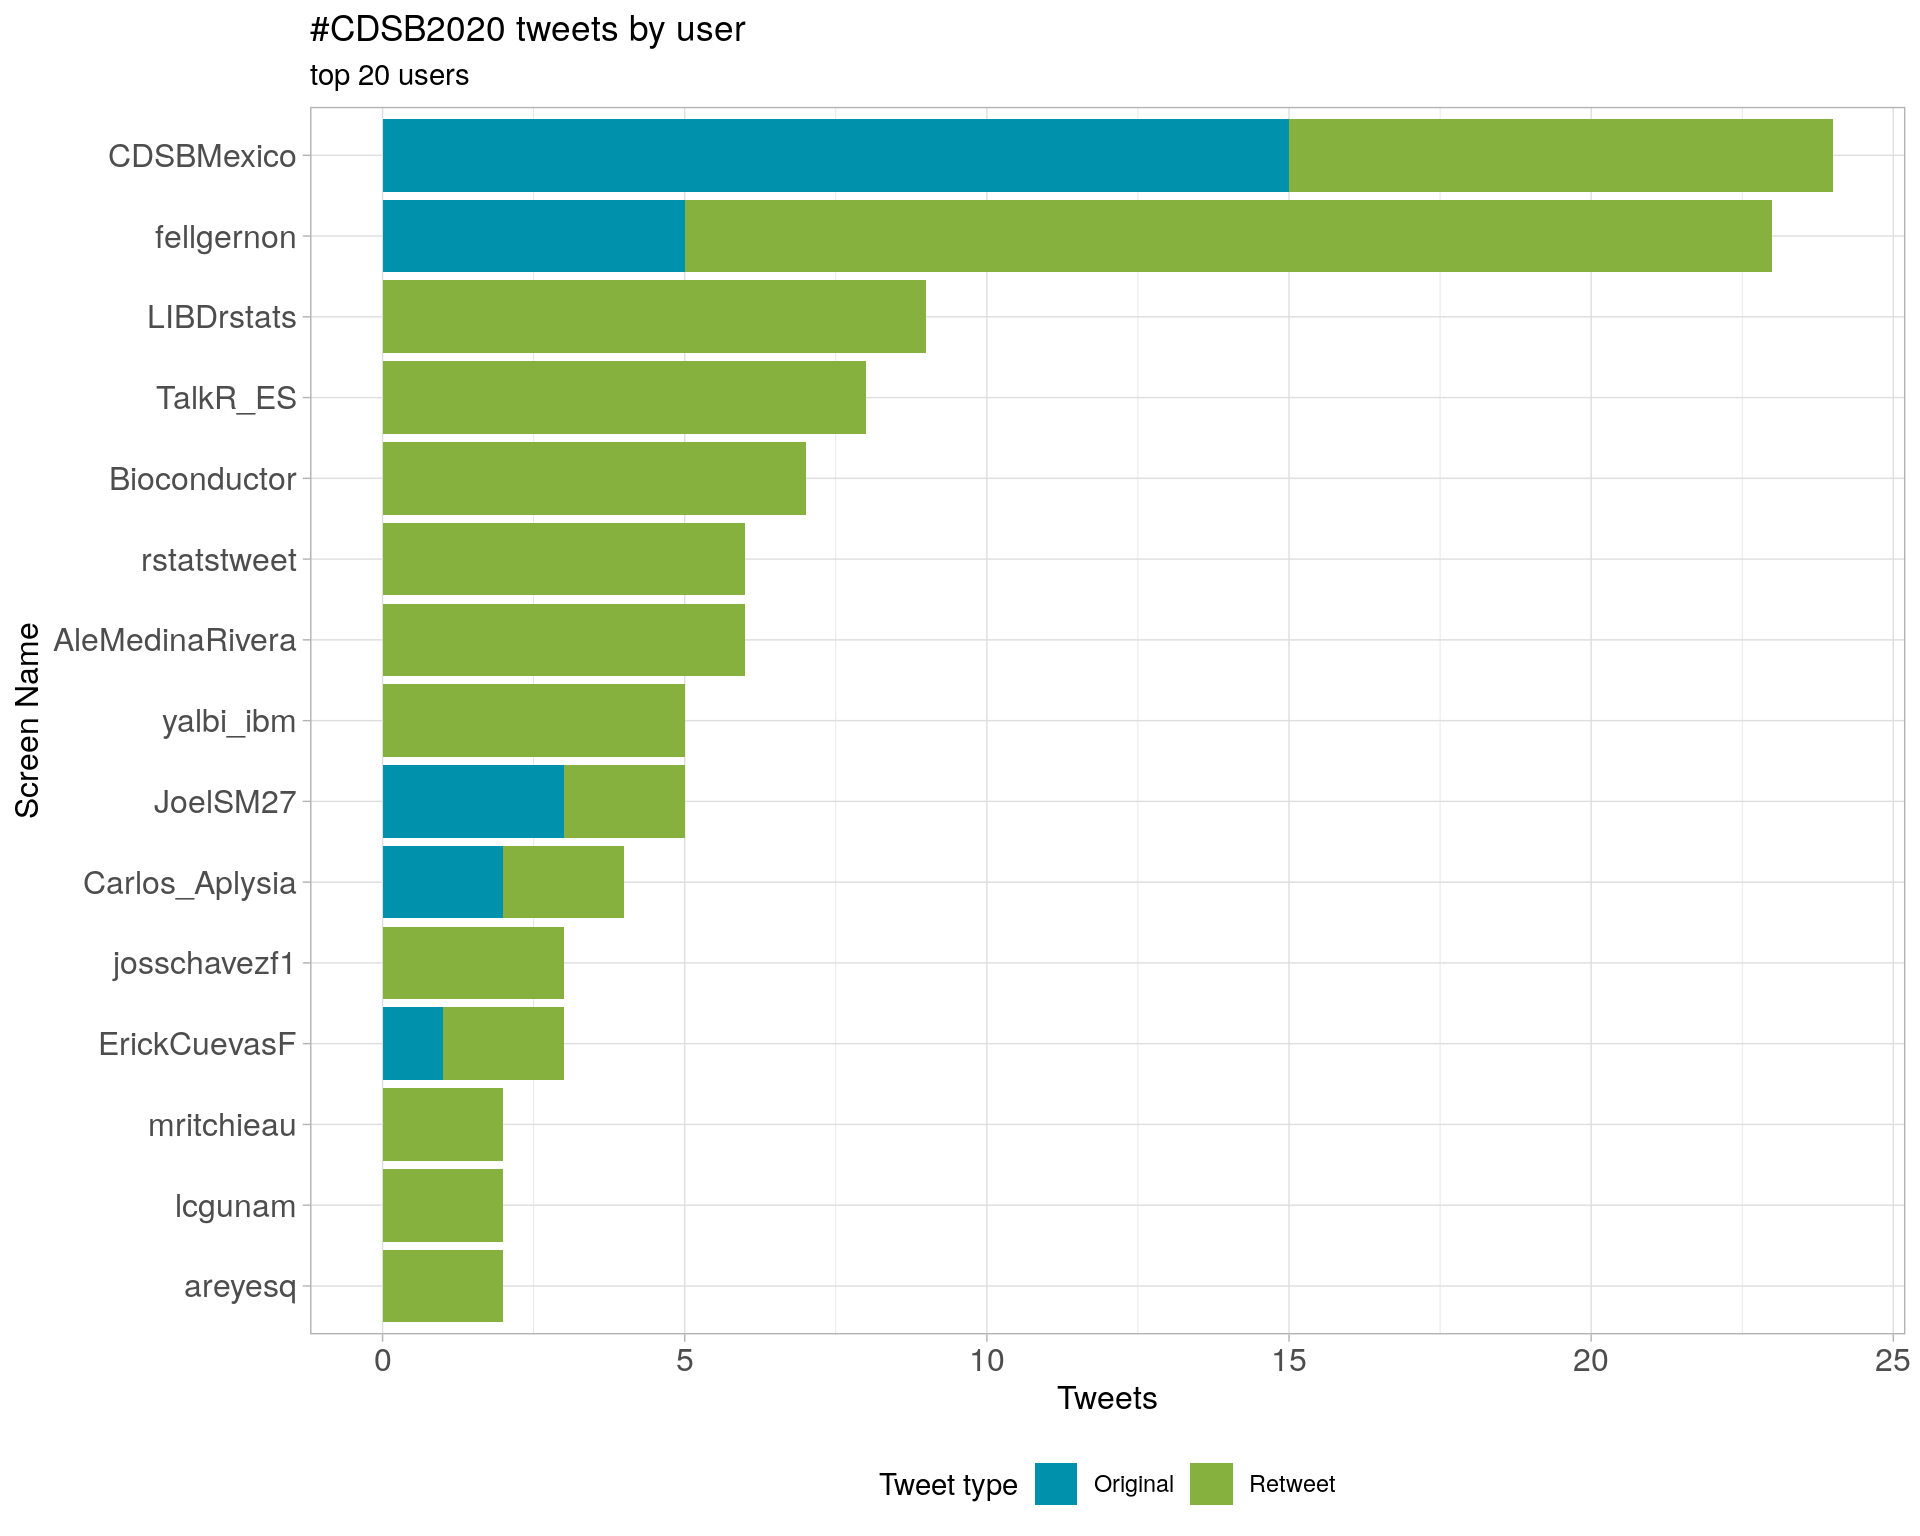 #CDSB2020 tweets by user
top 20 users
Screen Name
CDSBMexico
fellgernon
LIBDrstats
TalkR_ES
Bioconductor
rstatstweet
AleMedinaRivera
yalbi_ibm
JoelSM27
Carlos_Aplysia
josschavezf1
ErickCuevasF
mritchieau
lcgunam
areyesq
0 5 10 15 20 25
Tweets
Tweet type Original Retweet